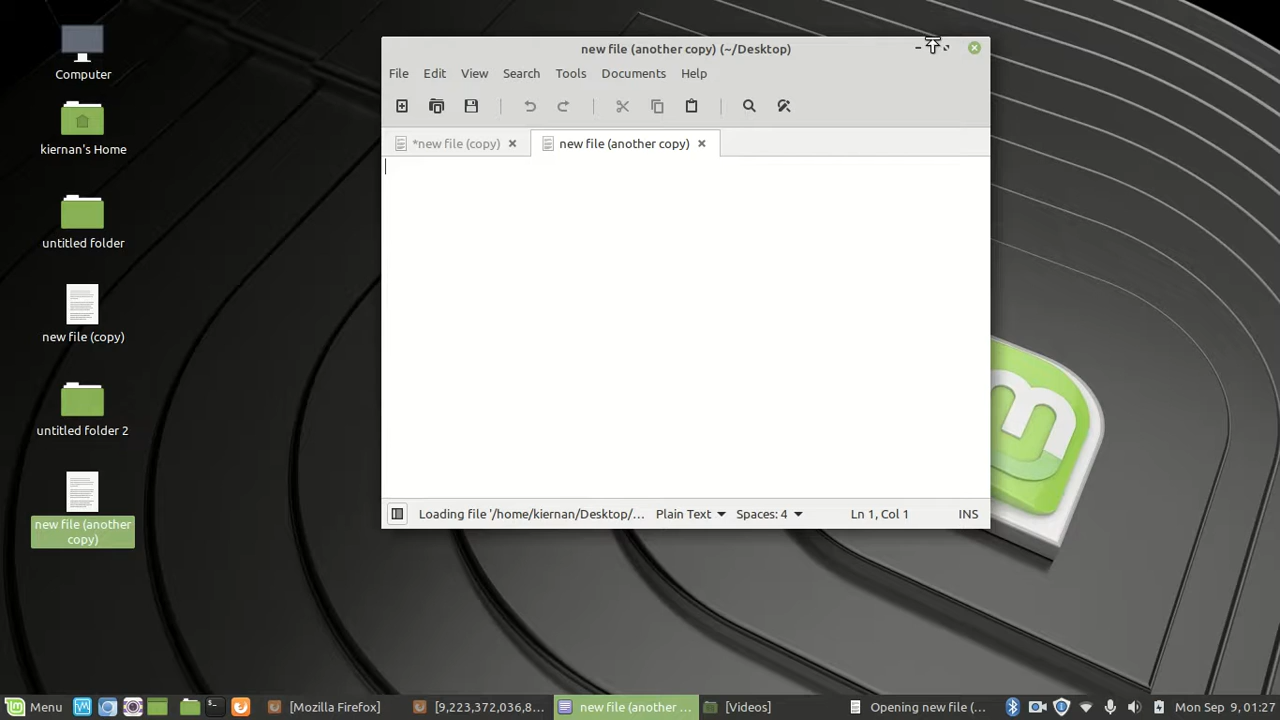 Computer
kiernan's Home
untitled folder
new file (copy)
untitled folder 2
new file (another
copy)
new file (another copy) (~/Desktop)
File Edit View Search Tools Documents Help
*new file (copy) new file (another copy)
Loading file '/home/kiernan/Desktop/... Plain Text Spaces: 4 Ln 1, Col 1 INS
Menu [Mozilla Firefox] [9,223,372,036,8... new file (another ... [Videos] Opening new file (... Mon Sep 9, 01:27